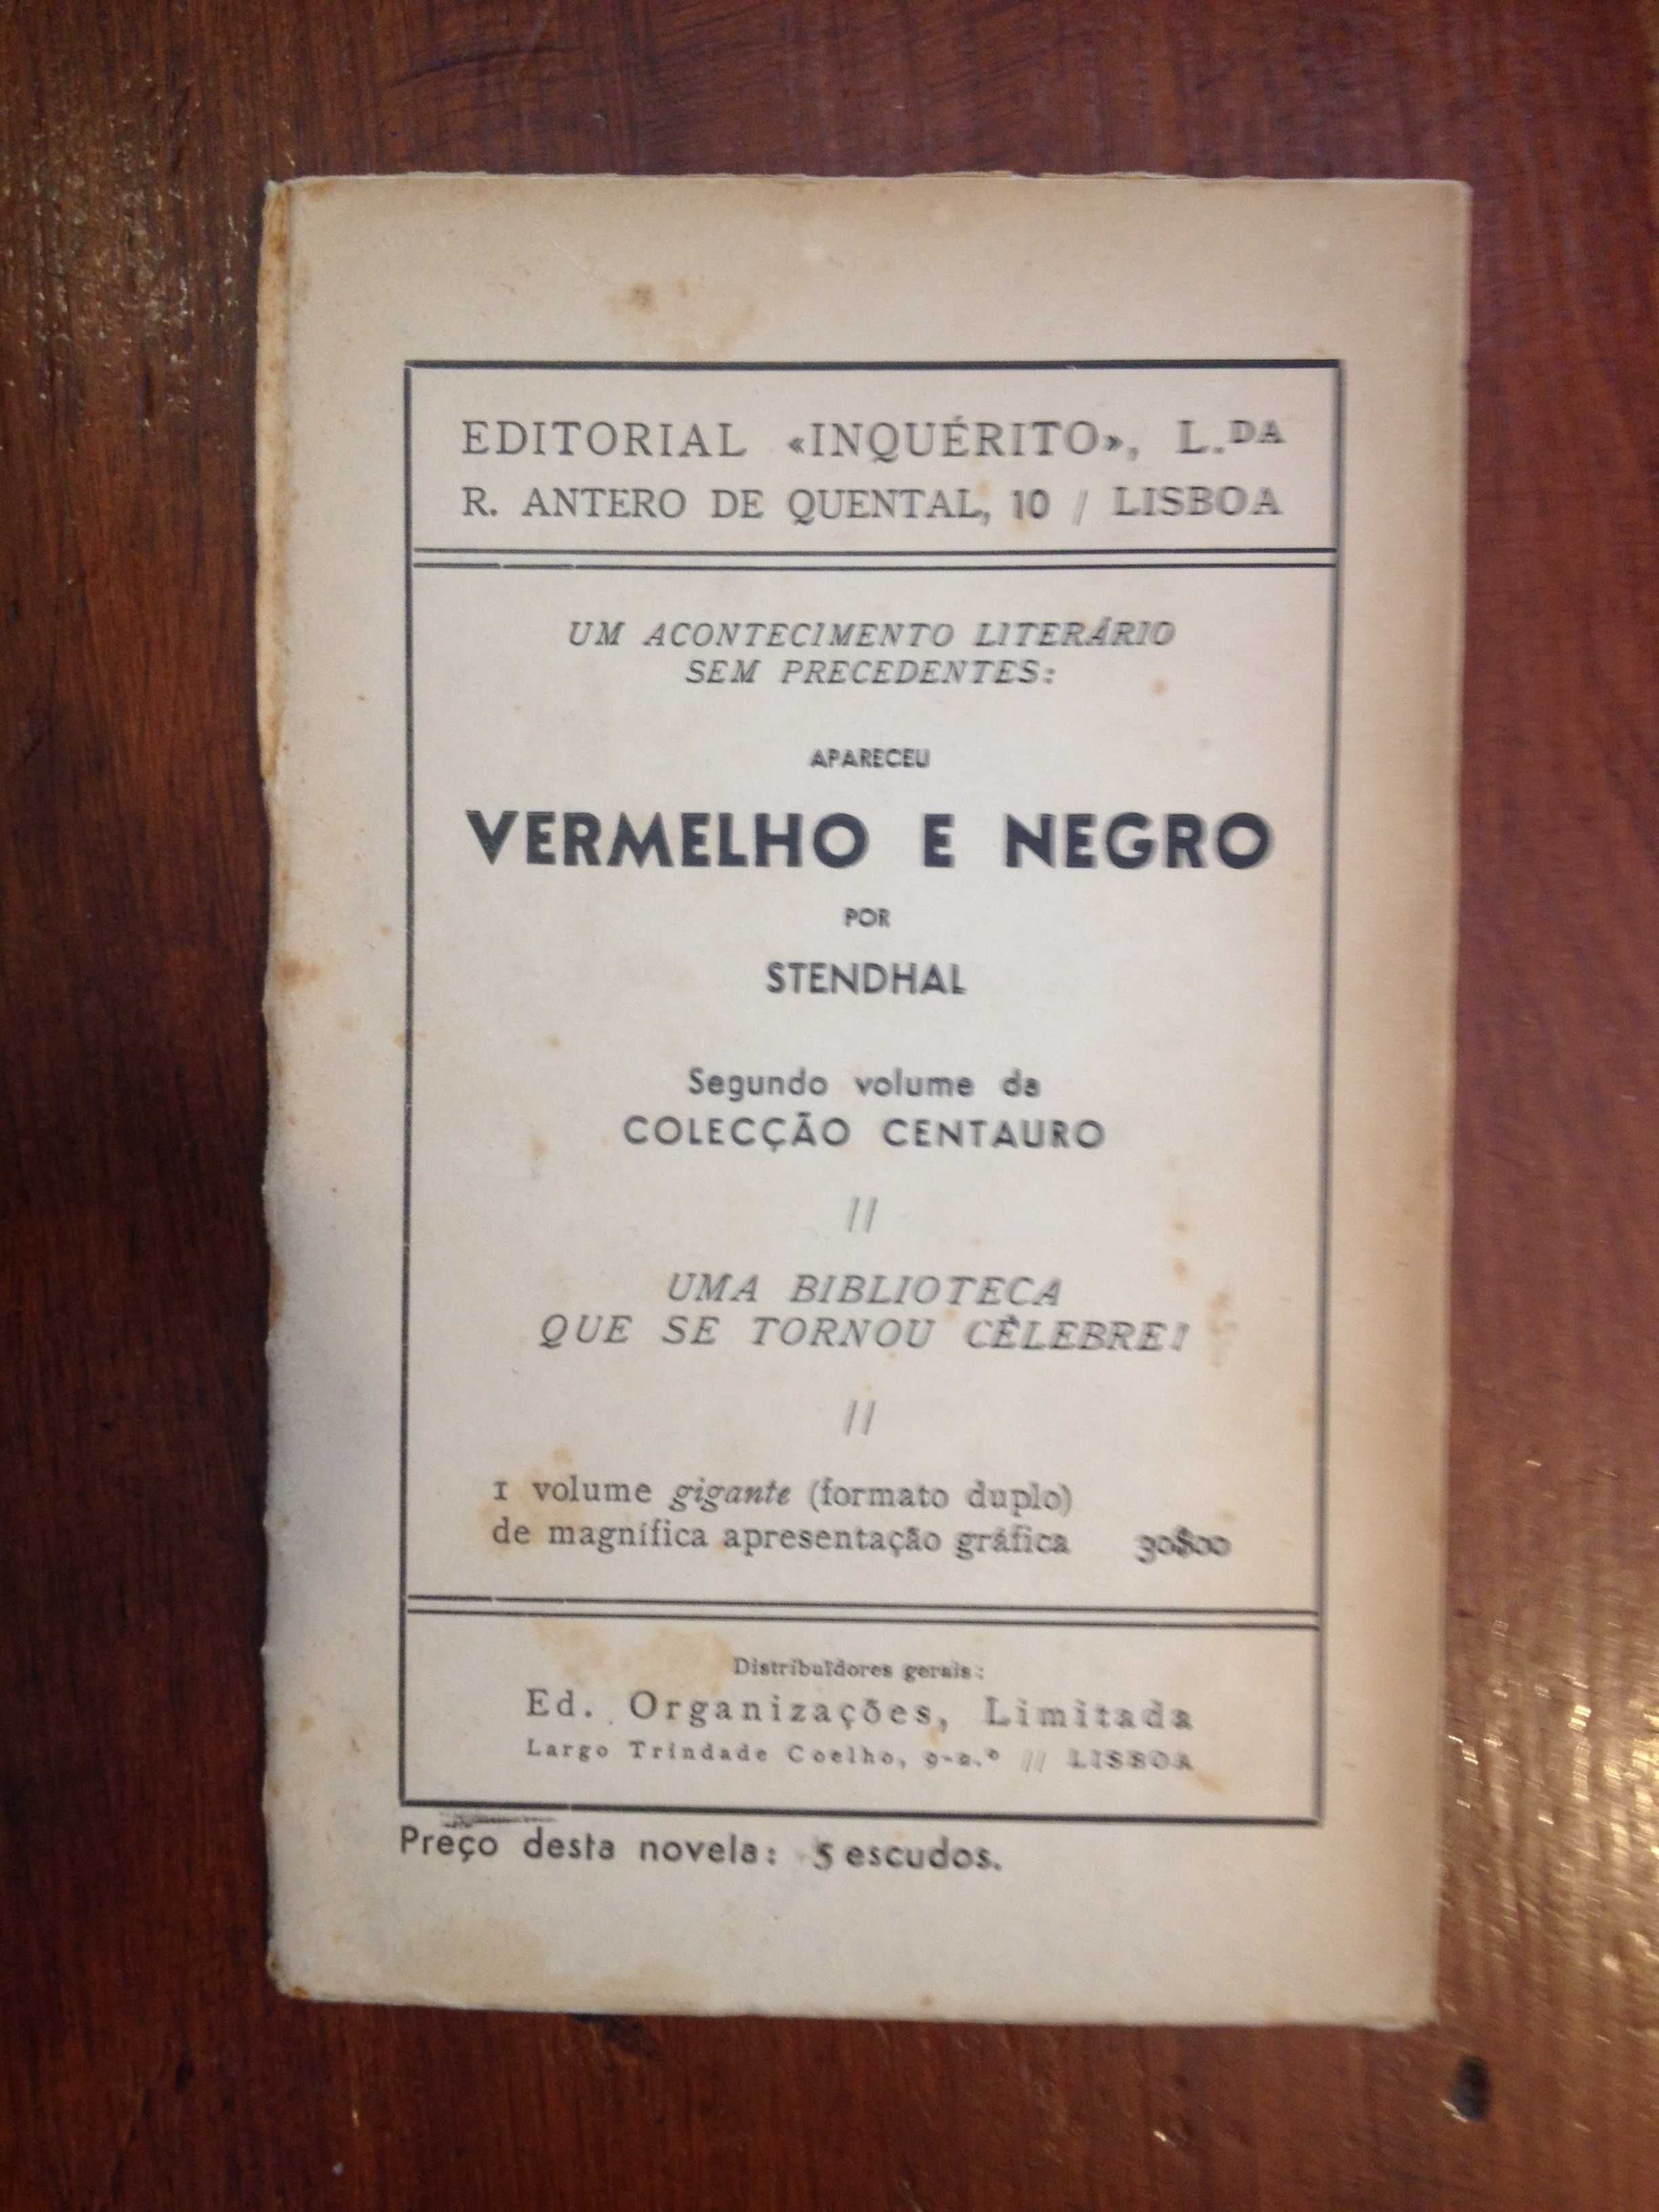 EDITORIAL «INQUÉRITO», L.DA
R. ANTERO DE QUENTAL, 10 / LISBOA
UM ACONTECIMENTO LITERÁRIO
SEM PRECEDENTES:
APARECEU
VERMELHO E NEGRO
POR
STENDHAL
Segundo volume da
COLECÇÃO CENTAURO
//
UMA BIBLIOTECA
QUE SE TORNOU CÉLEBRE!
//
1 volume gigante (formato duplo)
de magnífica apresentação gráfica 30$00
Distribuïdores gerais:
Ed. Organizações, Limitada
Largo Trindade Coelho, 9-2.º // LISBOA
Preço desta novela: 5 escudos.